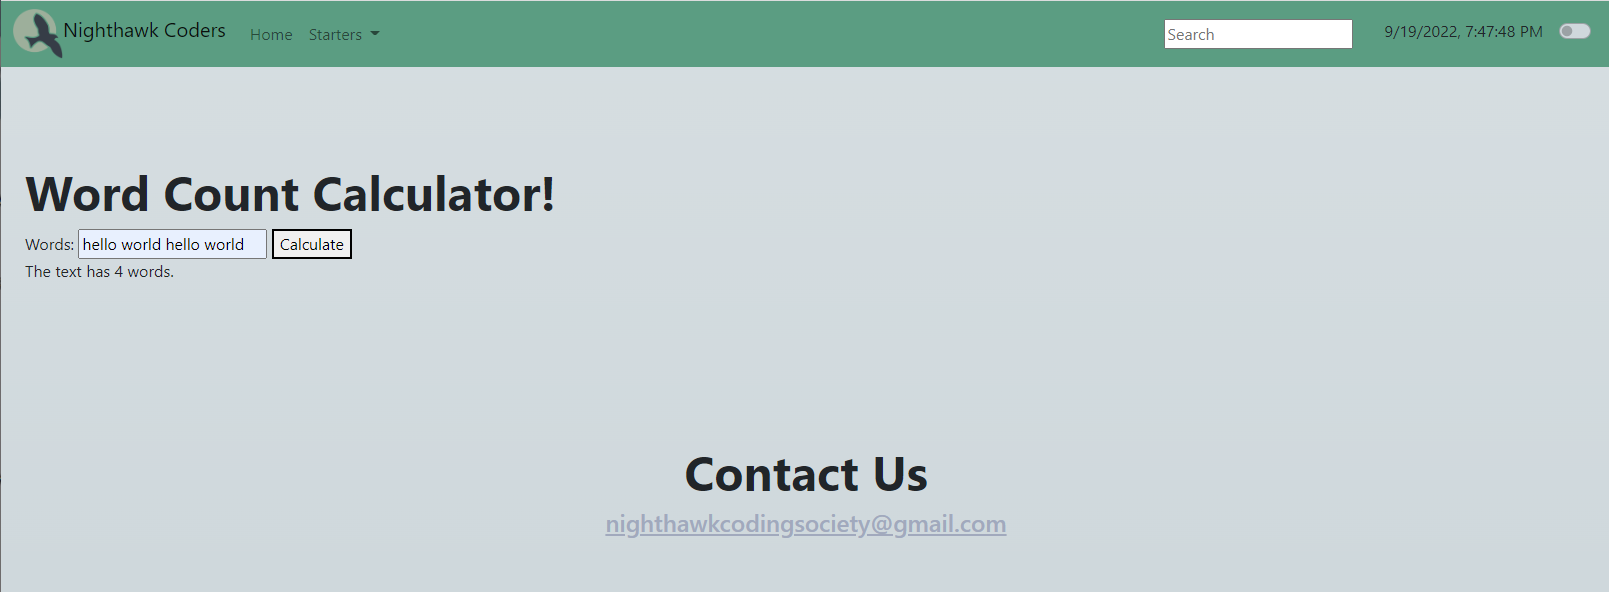 Nighthawk Coders Home Starters Search 9/19/2022, 7:47:48 PM
Word Count Calculator!
Words: hello world hello world Calculate
The text has 4 words.
Contact Us
nighthawkcodingsociety@gmail.com